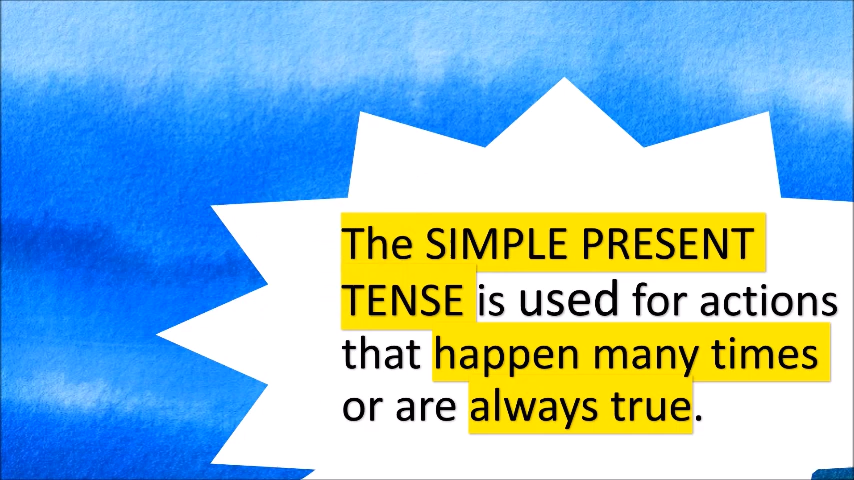 The SIMPLE PRESENT
TENSE is used for actions
that happen many times
or are always true.